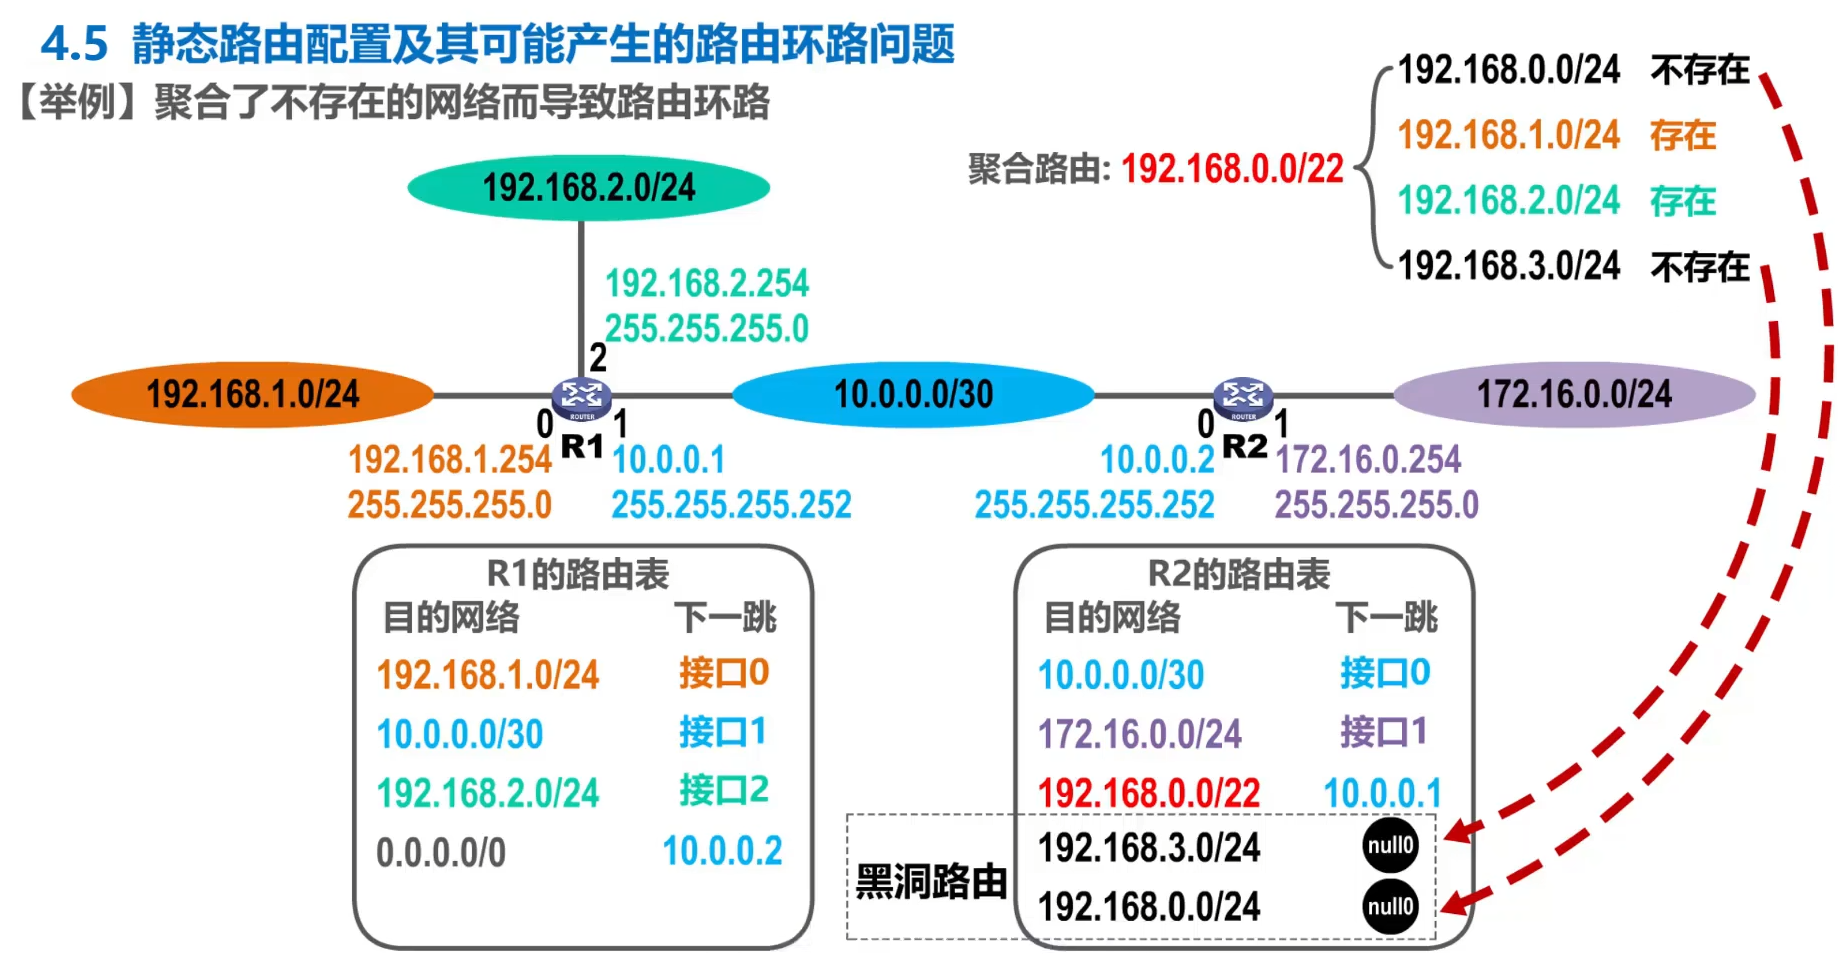 4.5 静态路由配置及其可能产生的路由环路问题
【举例】聚合了不存在的网络而导致路由环路
聚合路由: 192.168.0.0/22
192.168.0.0/24 不存在
192.168.1.0/24 存在
192.168.2.0/24 存在
192.168.3.0/24 不存在
192.168.2.0/24
192.168.2.254
255.255.255.0
2
192.168.1.0/24
ROUTER
10.0.0.0/30
ROUTER
172.16.0.0/24
0 R1 1
0 R2 1
192.168.1.254
255.255.255.0
10.0.0.1
255.255.255.252
10.0.0.2
255.255.255.252
172.16.0.254
255.255.255.0
R1的路由表
目的网络 下一跳
192.168.1.0/24 接口0
10.0.0.0/30 接口1
192.168.2.0/24 接口2
0.0.0.0/0 10.0.0.2
R2的路由表
目的网络 下一跳
10.0.0.0/30 接口0
172.16.0.0/24 接口1
192.168.0.0/22 10.0.0.1
黑洞路由
192.168.3.0/24 null0
192.168.0.0/24 null0